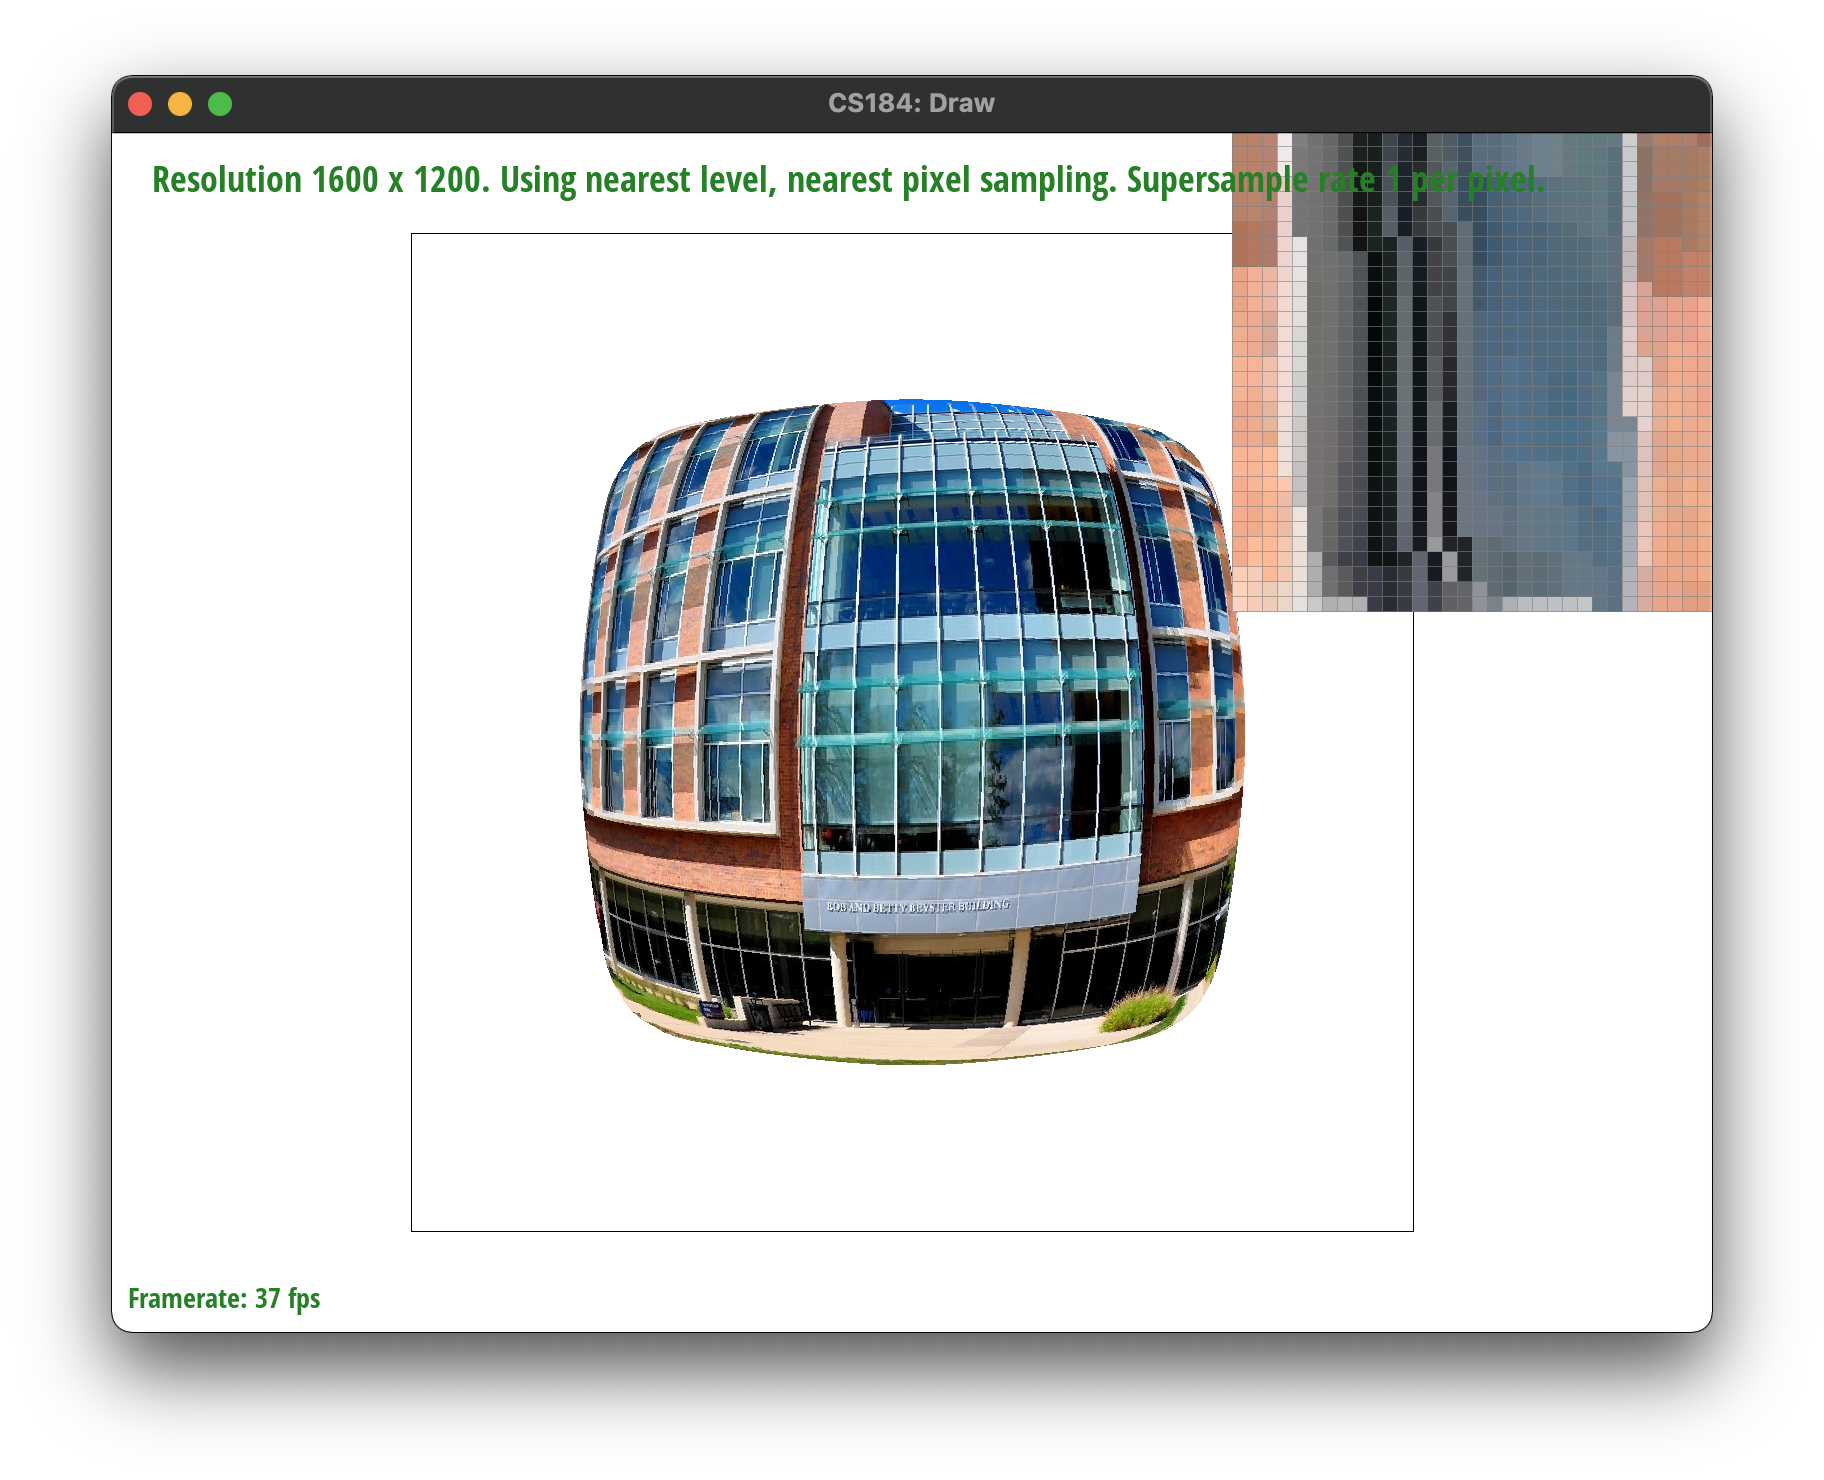 CS184: Draw
Resolution 1600 x 1200. Using nearest level, nearest pixel sampling. Supersample rate 1 per pixel.
BOB AND BETTY BEYSTER BUILDING
Framerate: 37 fps